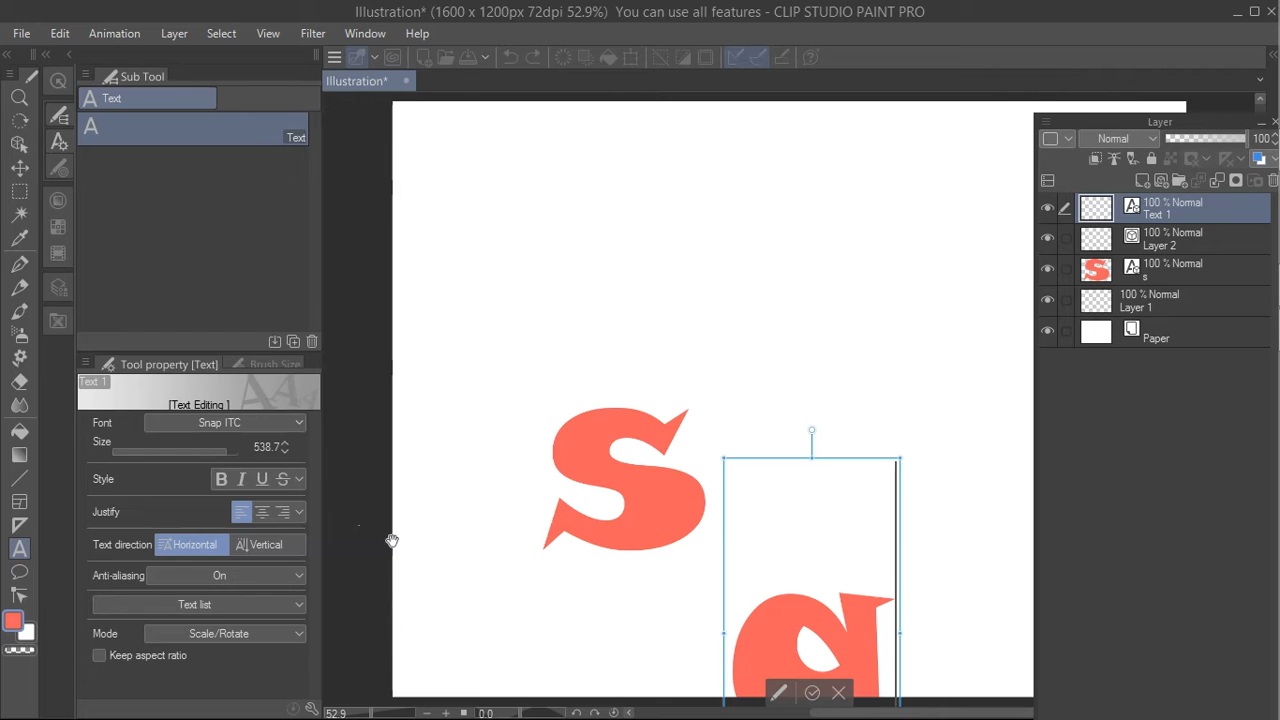 Illustration* (1600 x 1200px 72dpi 52.9%) You can use all features - CLIP STUDIO PAINT PRO
File Edit Animation Layer Select View Filter Window Help
Sub Tool
Illustration*
Text
Text
Layer
Normal 100
100 % Normal
Text 1
100 % Normal
Layer 2
100 % Normal
s
100 % Normal
Layer 1
Paper
Tool property [Text] Brush Size
Text 1
[Text Editing ]
Font Snap ITC
Size 538.7
Style B I U S
Justify
Text direction Horizontal Vertical
Anti-aliasing On
Text list
Mode Scale/Rotate
Keep aspect ratio
s
a
52.9 0.0